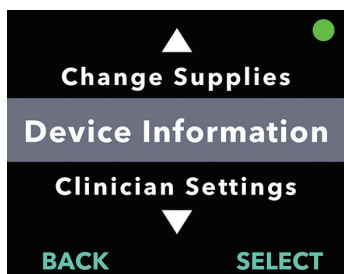 Change Supplies
Device Information
Clinician Settings
BACK SELECT